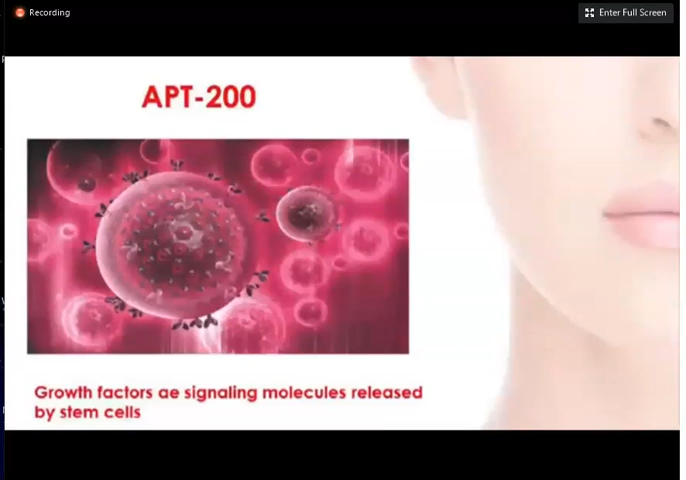 Recording
Enter Full Screen
APT-200
Growth factors ae signaling molecules released
by stem cells